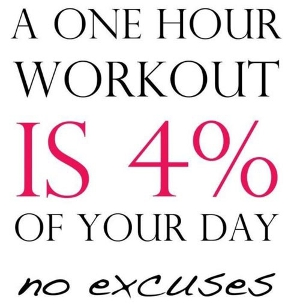 A ONE HOUR
WORKOUT
IS 4%
OF YOUR DAY
no excuses